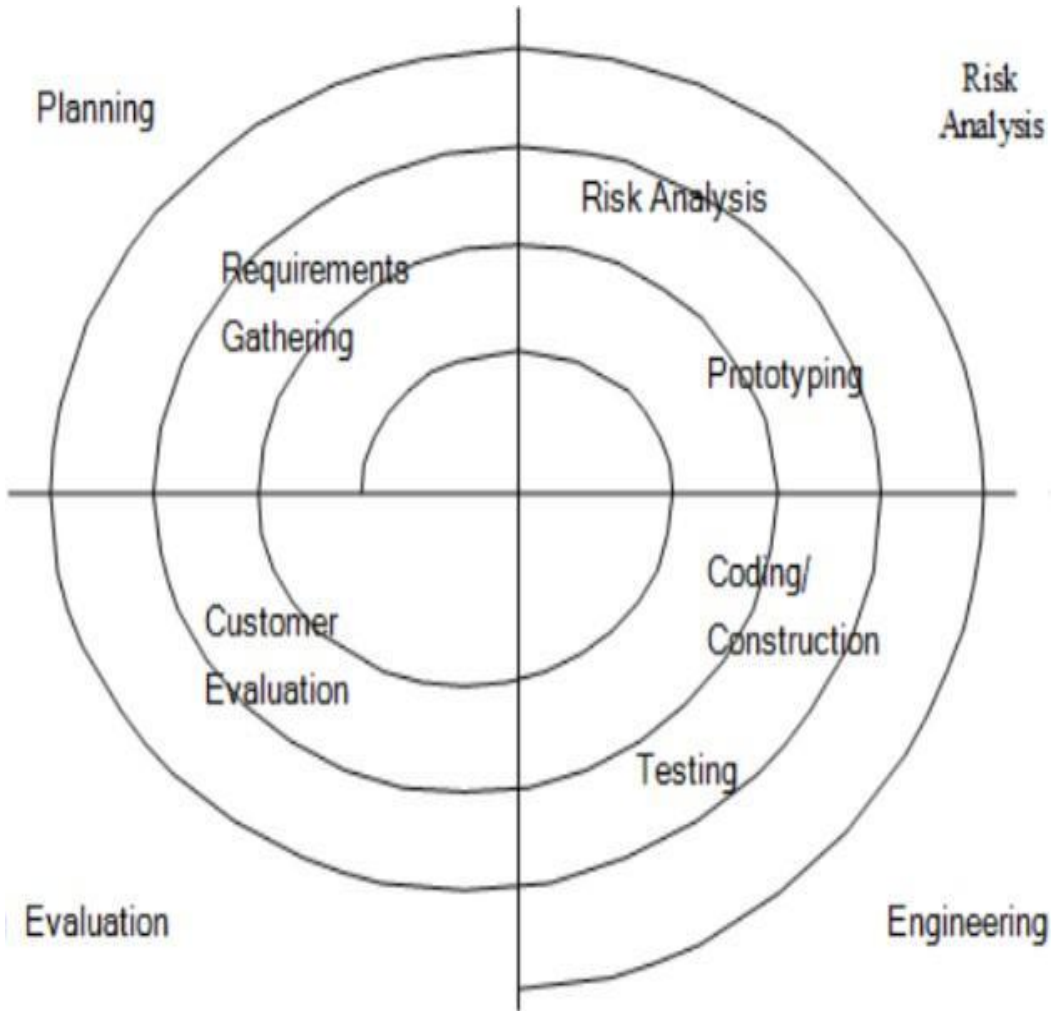 Planning
Risk
Analysis
Risk Analysis
Requirements
Gathering
Prototyping
Coding/
Construction
Customer
Evaluation
Testing
Evaluation
Engineering